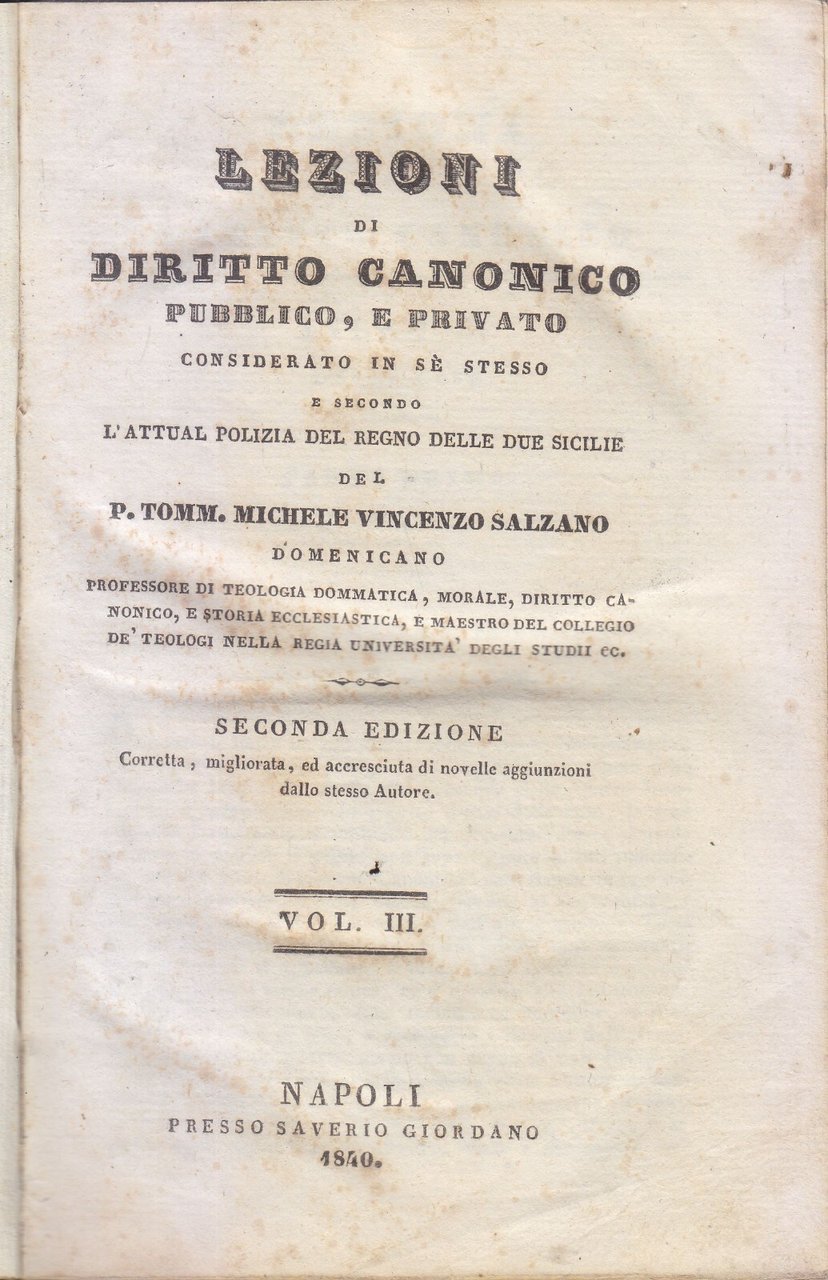 LEZIONI
DI
DIRITTO CANONICO
PUBBLICO, E PRIVATO
CONSIDERATO IN SÈ STESSO
E SECONDO
L'ATTUAL POLIZIA DEL REGNO DELLE DUE SICILIE
DEL
P. TOMM. MICHELE VINCENZO SALZANO
DOMENICANO
PROFESSORE DI TEOLOGIA DOMMATICA, MORALE, DIRITTO CA-
NONICO, E STORIA ECCLESIASTICA, E MAESTRO DEL COLLEGIO
DE' TEOLOGI NELLA REGIA UNIVERSITA' DEGLI STUDII ec.
SECONDA EDIZIONE
Corretta, migliorata, ed accresciuta di novelle aggiunzioni
dallo stesso Autore.
VOL. III.
NAPOLI
PRESSO SAVERIO GIORDANO
1840.